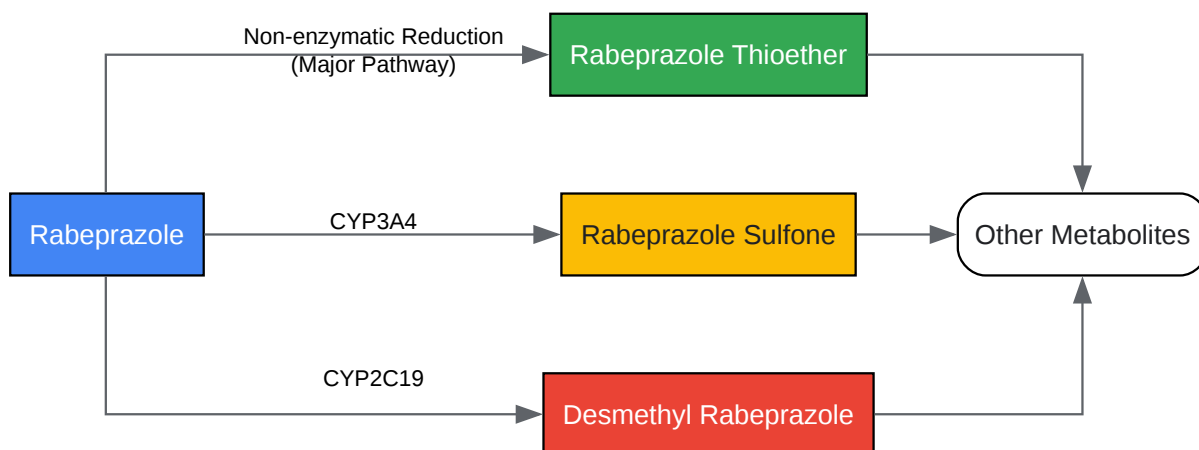 Non-enzymatic Reduction
(Major Pathway)
Rabeprazole Thioether
Rabeprazole
CYP3A4
Rabeprazole Sulfone
Other Metabolites
CYP2C19
Desmethyl Rabeprazole